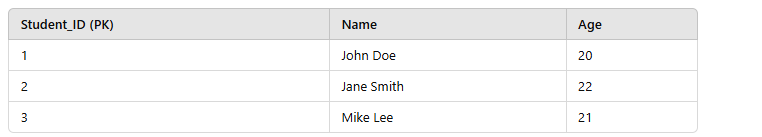 Student_ID (PK) Name Age
1 John Doe 20
2 Jane Smith 22
3 Mike Lee 21